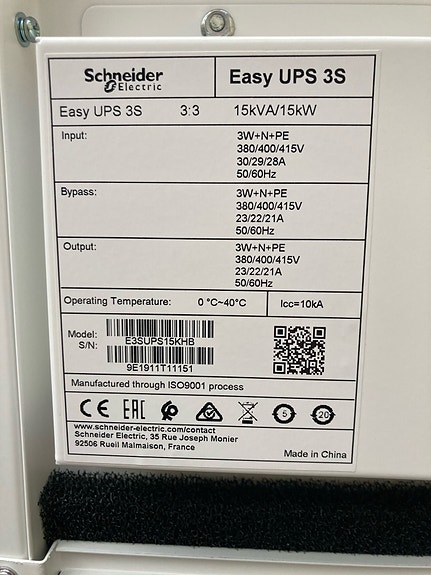 Schneider
Electric
Easy UPS 3S
Easy UPS 3S 3:3 15kVA/15kW
Input: 3W+N+PE
380/400/415V
30/29/28A
50/60Hz
Bypass: 3W+N+PE
380/400/415V
23/22/21A
50/60Hz
Output: 3W+N+PE
380/400/415V
23/22/21A
50/60Hz
Operating Temperature: 0 °C~40°C Icc=10kA
Model:
E3SUPS15KHB
S/N:
9E1911T11151
Manufactured through ISO9001 process
CE EAC 5 20
www.schneider-electric.com/contact
Schneider Electric, 35 Rue Joseph Monier
92506 Rueil Malmaison, France
Made in China